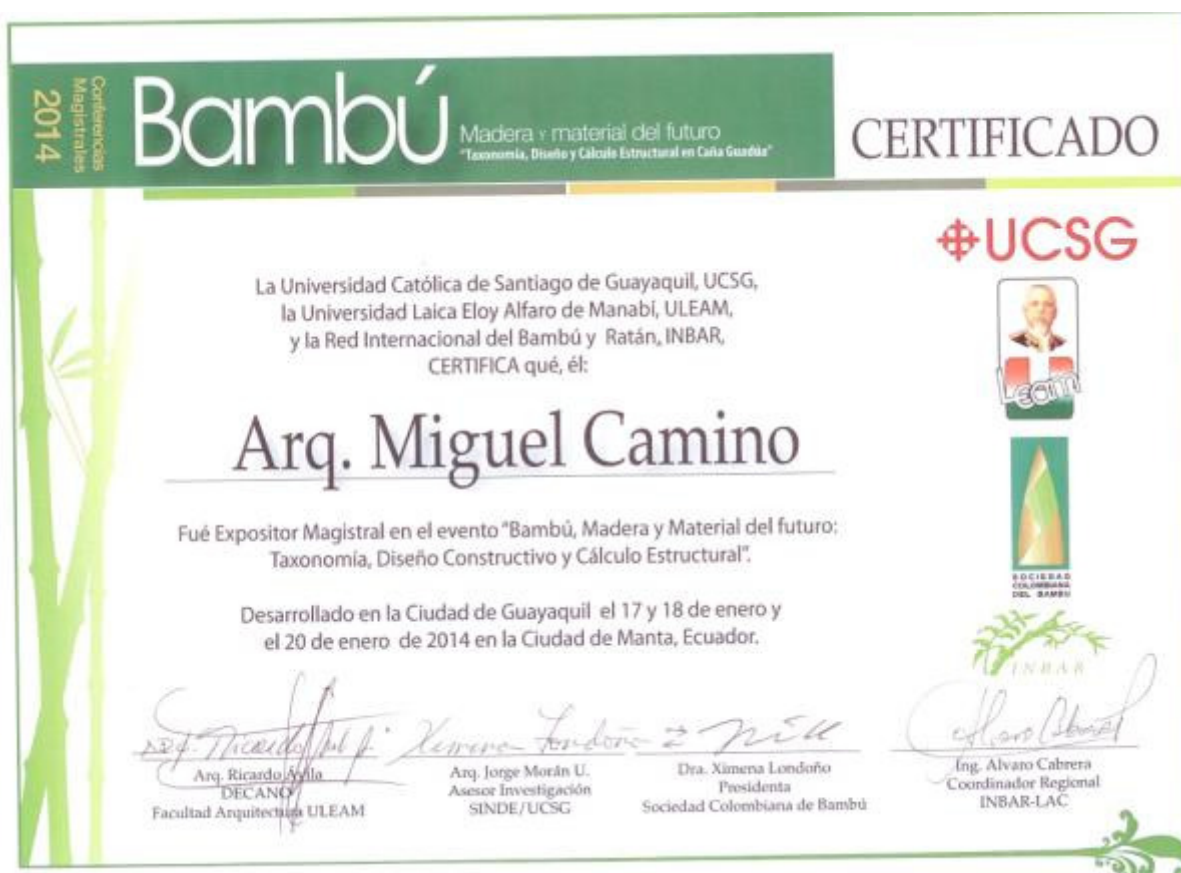 Conferencias
Magistrales
2014
Bambú
Madera y material del futuro
"Taxonomía, Diseño y Cálculo Estructural en Caña Guadúa"
CERTIFICADO
UCSG
La Universidad Católica de Santiago de Guayaquil, UCSG,
la Universidad Laica Eloy Alfaro de Manabí, ULEAM,
y la Red Internacional del Bambú y Ratán, INBAR,
CERTIFICA qué, él:
Leam
Arq. Miguel Camino
Fué Expositor Magistral en el evento “Bambú, Madera y Material del futuro:
Taxonomía, Diseño Constructivo y Cálculo Estructural”.
SOCIEDAD
COLOMBIANA
DEL BAMBU
Desarrollado en la Ciudad de Guayaquil el 17 y 18 de enero y
el 20 de enero de 2014 en la Ciudad de Manta, Ecuador.
INBAR
Ximena Londoño
Arq. Ricardo Avila
DECANO
Facultad Arquitectura ULEAM
Arq. Jorge Morán U.
Asesor Investigación
SINDE/UCSG
Dra. Ximena Londoño
Presidenta
Sociedad Colombiana de Bambú
Ing. Alvaro Cabrera
Coordinador Regional
INBAR-LAC